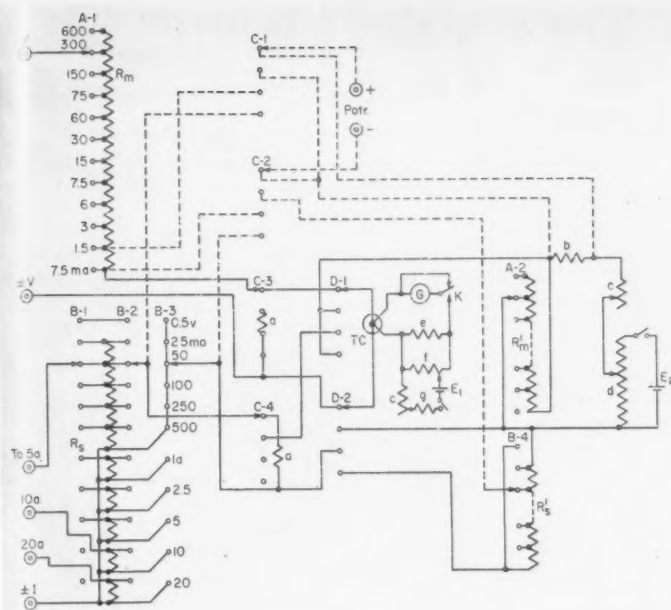 A-1
600
300
150
Rm
75
60
30
15
7.5
6
3
1.5
7.5 ma
C-1
+
Potr.
-
C-2
±V
C-3
D-1
a
G
K
TC
e
f
E1
c
g
D-2
C-4
a
A-2
b
R'm
c
d
E2
B-4
R's
B-1
B-2
B-3
0.5v
25ma
50
100
250
500
Rs
To 5a
1a
2.5
10a
5
20a
10
±1
20